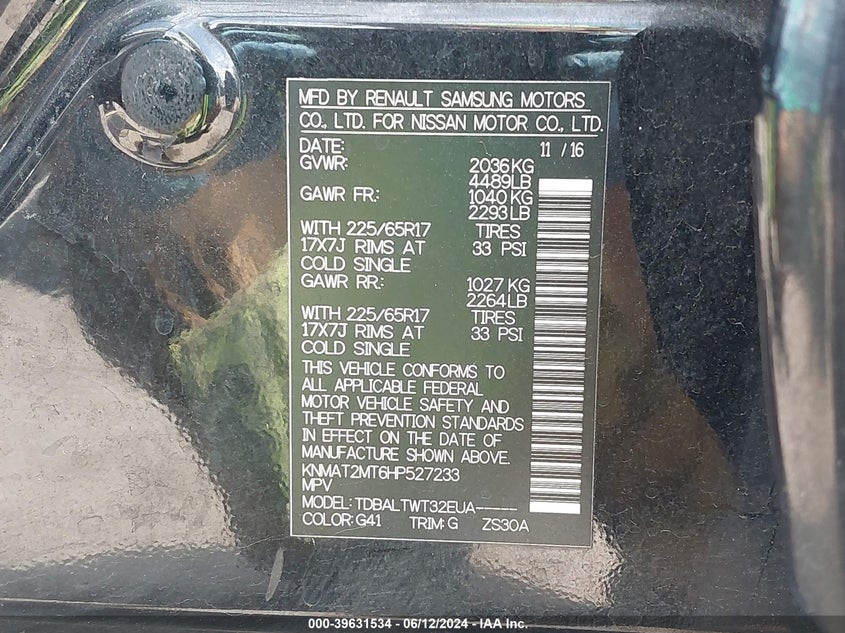 MFD BY RENAULT SAMSUNG MOTORS
CO., LTD. FOR NISSAN MOTOR CO., LTD.
DATE: 11 / 16
GVWR: 2036 KG
4489 LB
GAWR FR.: 1040 KG
2293 LB
WITH 225/65R17 TIRES
17X7J RIMS AT 33 PSI
COLD SINGLE
GAWR RR.: 1027 KG
2264 LB
WITH 225/65R17 TIRES
17X7J RIMS AT 33 PSI
COLD SINGLE
THIS VEHICLE CONFORMS TO
ALL APPLICABLE FEDERAL
MOTOR VEHICLE SAFETY AND
THEFT PREVENTION STANDARDS
IN EFFECT ON THE DATE OF
MANUFACTURE SHOWN ABOVE.
KNMAT2MT6HP527233
MPV
MODEL: TDBALTWT32EUA------
COLOR: G41 TRIM: G ZS30A
000-39631534 - 06/12/2024 - IAA Inc.